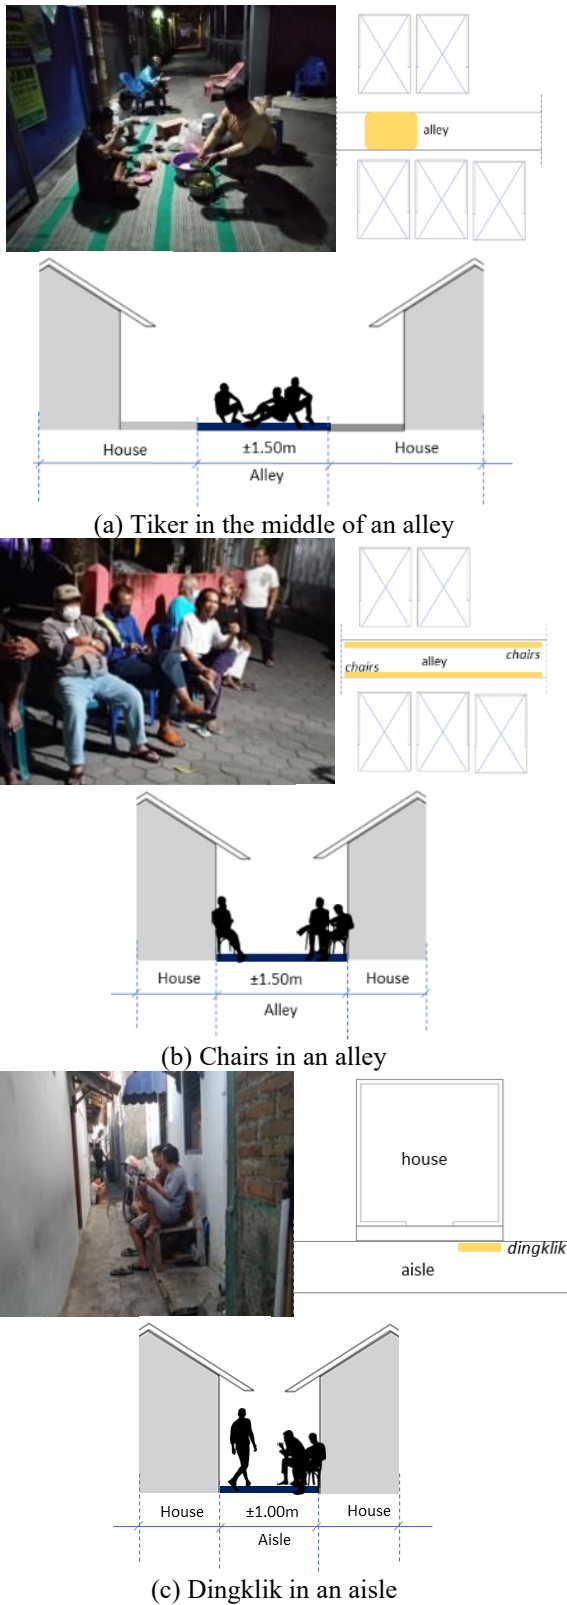 alley
House
±1.50m
House
Alley
(a) Tiker in the middle of an alley
chairs
alley
chairs
House
±1.50m
House
Alley
(b) Chairs in an alley
house
dingklik
aisle
House
±1.00m
House
Aisle
(c) Dingklik in an aisle